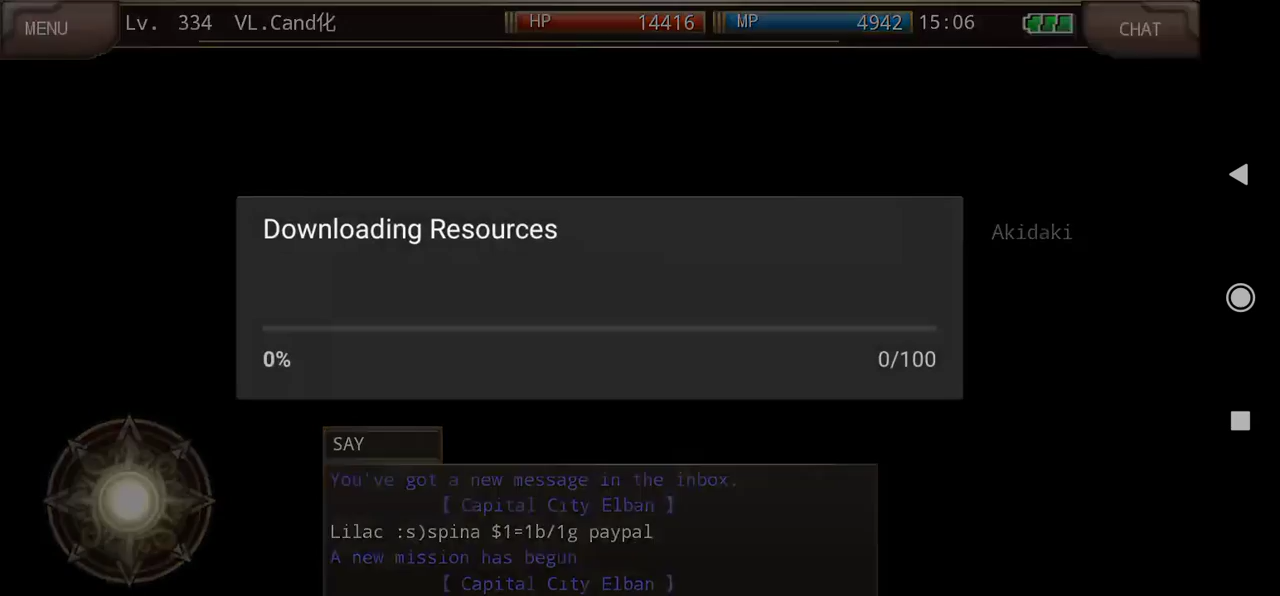 MENU
Lv. 334 VL.Cand化
HP 14416
MP 4942
15:06
CHAT
Downloading Resources
Akidaki
0%
0/100
SAY
You've got a new message in the inbox.
[ Capital City Elban ]
Lilac :s)spina $1=1b/1g paypal
A new mission has begun
[ Capital City Elban ]